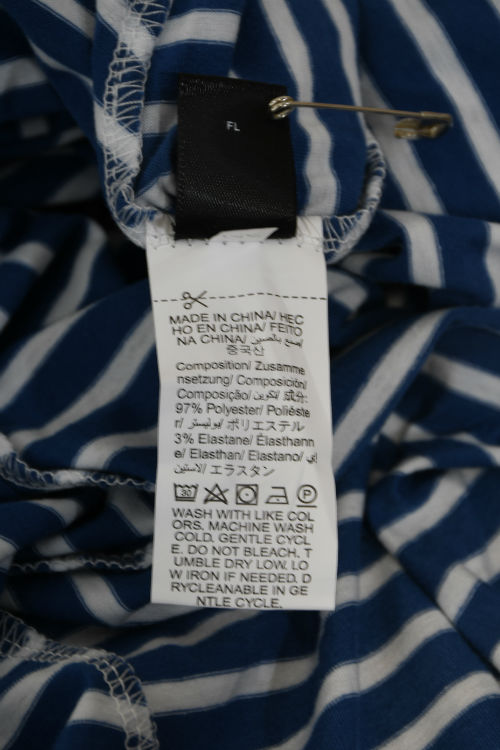 FL
MADE IN CHINA/ HEC
HO EN CHINA/ FEITO
NA CHINA/ صنع بالصين/
중국산
Composition/ Zusamme
nsetzung/ Composición/
Composição/ تكوين/ 成分:
97% Polyester/ Poliéste
r/ بوليستر/ ポリエステル
3% Elastane/ Élasthann
e/ Elasthan/ Elastano/ إي
لاستين/ エラスタン
30 P
WASH WITH LIKE COL
ORS. MACHINE WASH
COLD. GENTLE CYCL
E. DO NOT BLEACH. T
UMBLE DRY LOW. LO
W IRON IF NEEDED. D
RYCLEANABLE IN GE
NTLE CYCLE.